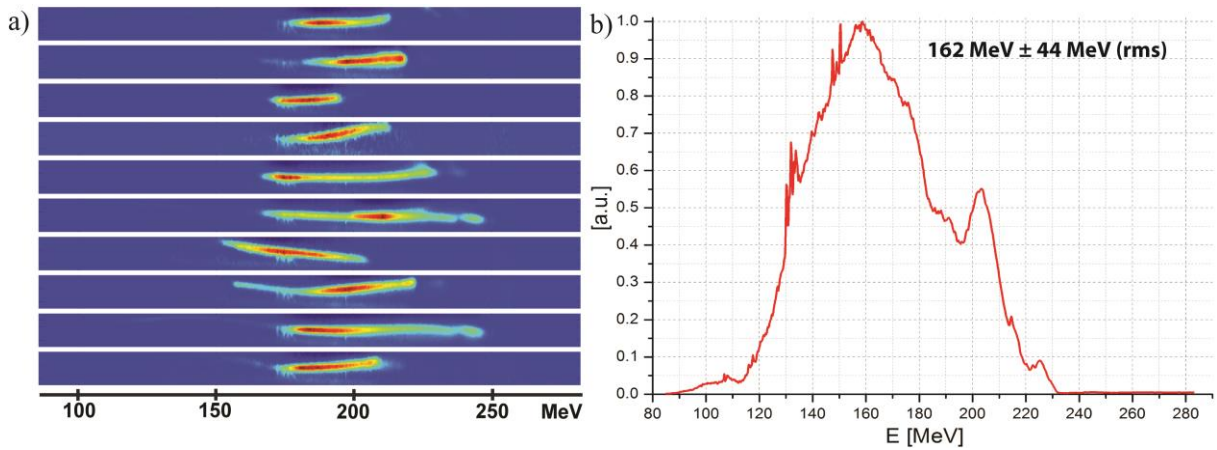 a)
100 150 200 250 MeV
b)
162 MeV ± 44 MeV (rms)
1.0
0.9
0.8
0.7
0.6
0.5
0.4
0.3
0.2
0.1
0.0
[a.u.]
80 100 120 140 160 180 200 220 240 260 280
E [MeV]